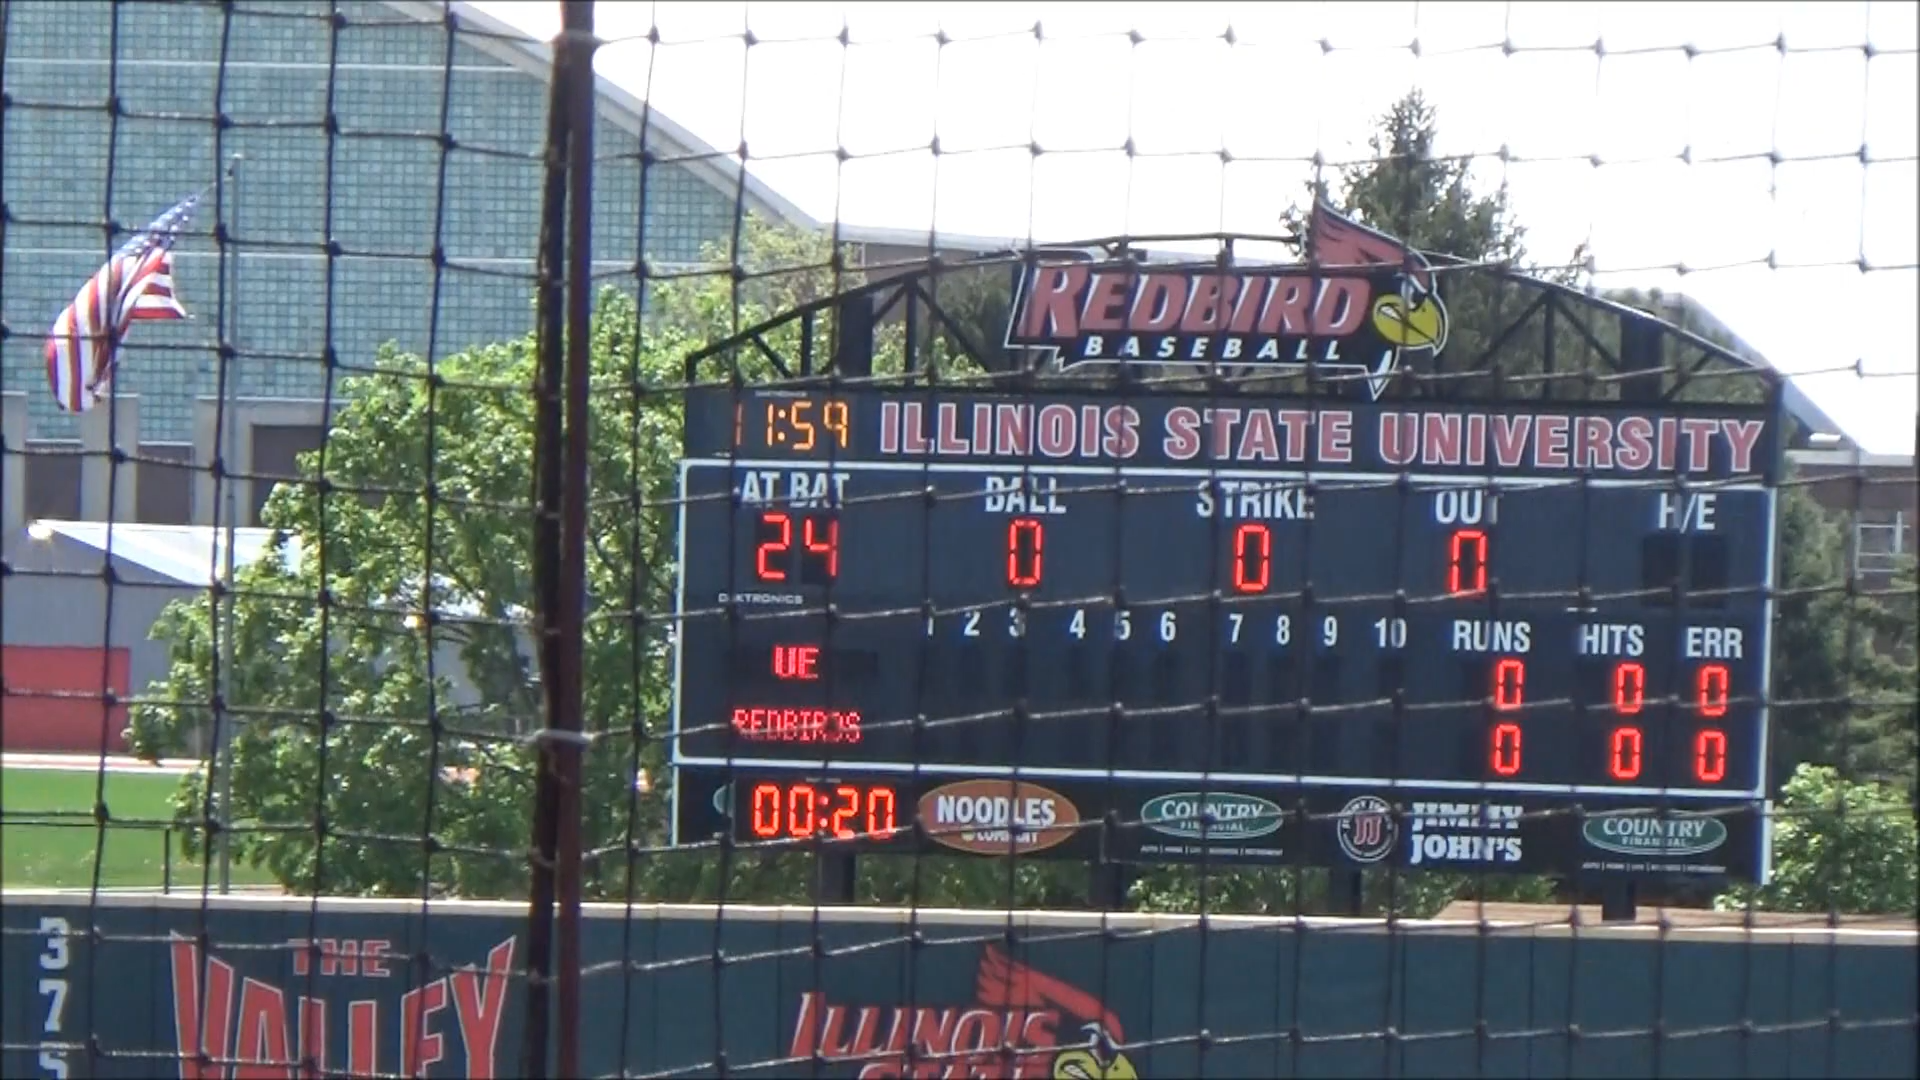 REDBIRD
BASEBALL
11:59 ILLINOIS STATE UNIVERSITY
AT BAT BALL STRIKE OUT H/E
24 0 0 0
DAKTRONICS
1 2 3 4 5 6 7 8 9 10 RUNS HITS ERR
UE 0 0 0
REDBIRDS 0 0 0
00:20 NOODLES & COMPANY COUNTRY FINANCIAL JJ JIMMY JOHN'S COUNTRY FINANCIAL
375
THE
VALLEY
ILLINOIS
STATE